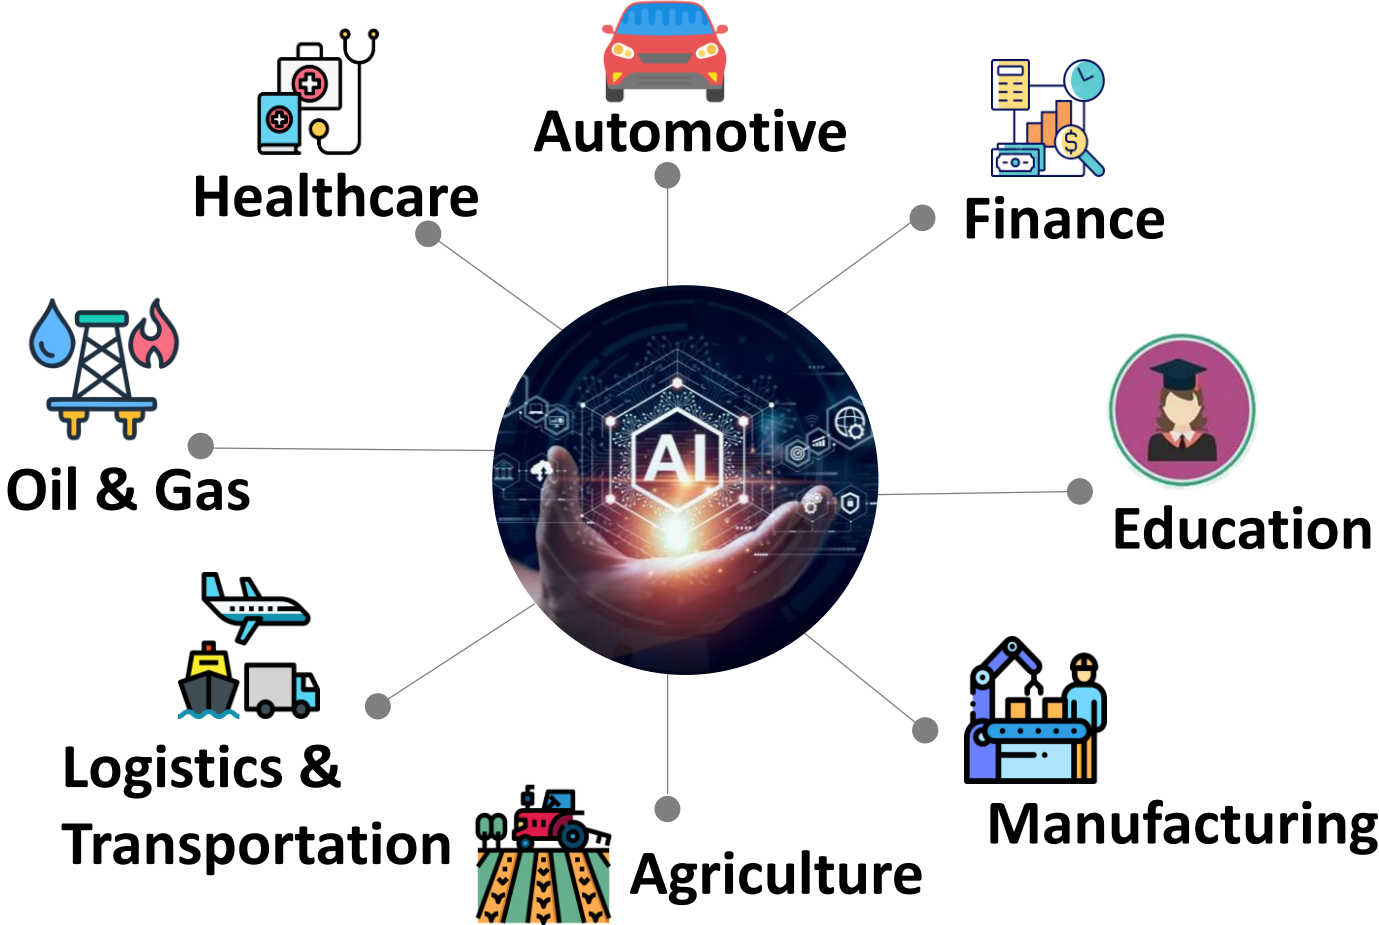 Automotive
Healthcare
Finance
$
AI
Oil & Gas
Education
Logistics &
Transportation
Manufacturing
Agriculture